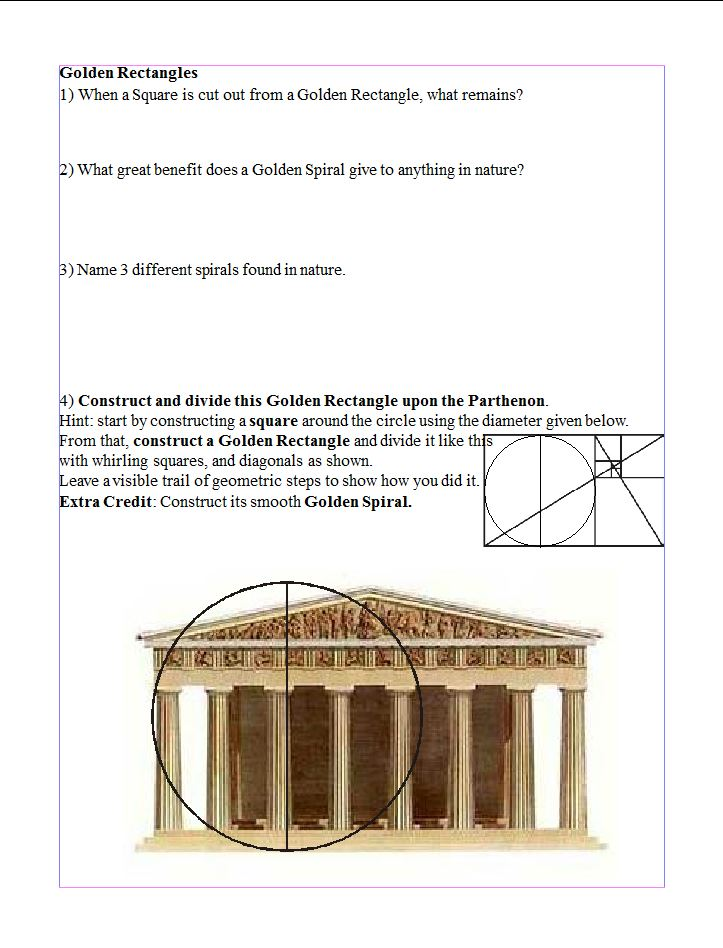 Golden Rectangles
1) When a Square is cut out from a Golden Rectangle, what remains?
2) What great benefit does a Golden Spiral give to anything in nature?
3) Name 3 different spirals found in nature.
4) Construct and divide this Golden Rectangle upon the Parthenon.
Hint: start by constructing a square around the circle using the diameter given below.
From that, construct a Golden Rectangle and divide it like this
with whirling squares, and diagonals as shown.
Leave a visible trail of geometric steps to show how you did it.
Extra Credit: Construct its smooth Golden Spiral.